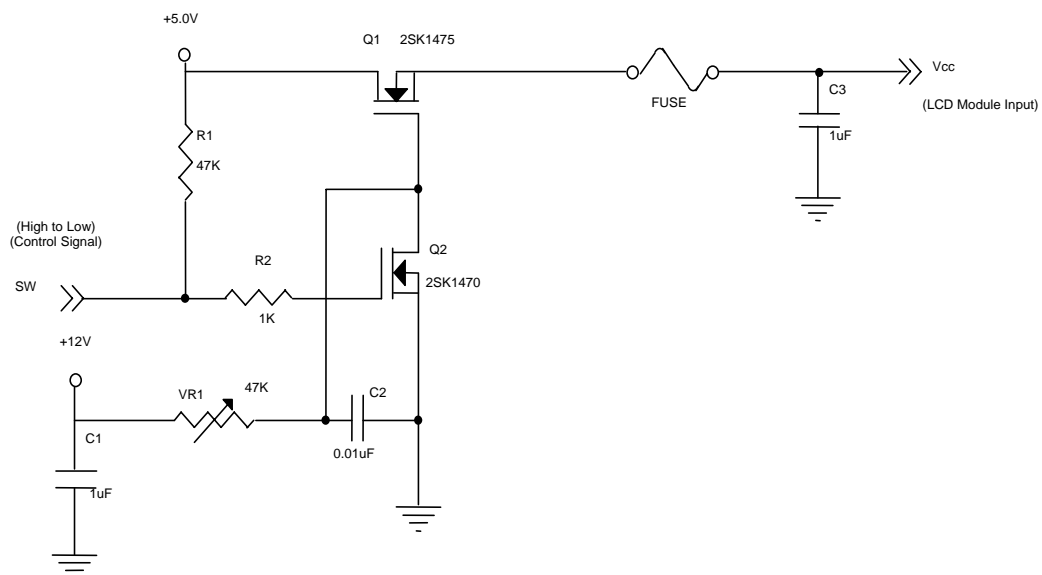 +5.0V
Q1 2SK1475
Vcc
C3
FUSE
(LCD Module Input)
R1
1uF
47K
(High to Low)
(Control Signal)
Q2
R2
2SK1470
SW
1K
+12V
VR1
47K
C2
C1
0.01uF
1uF